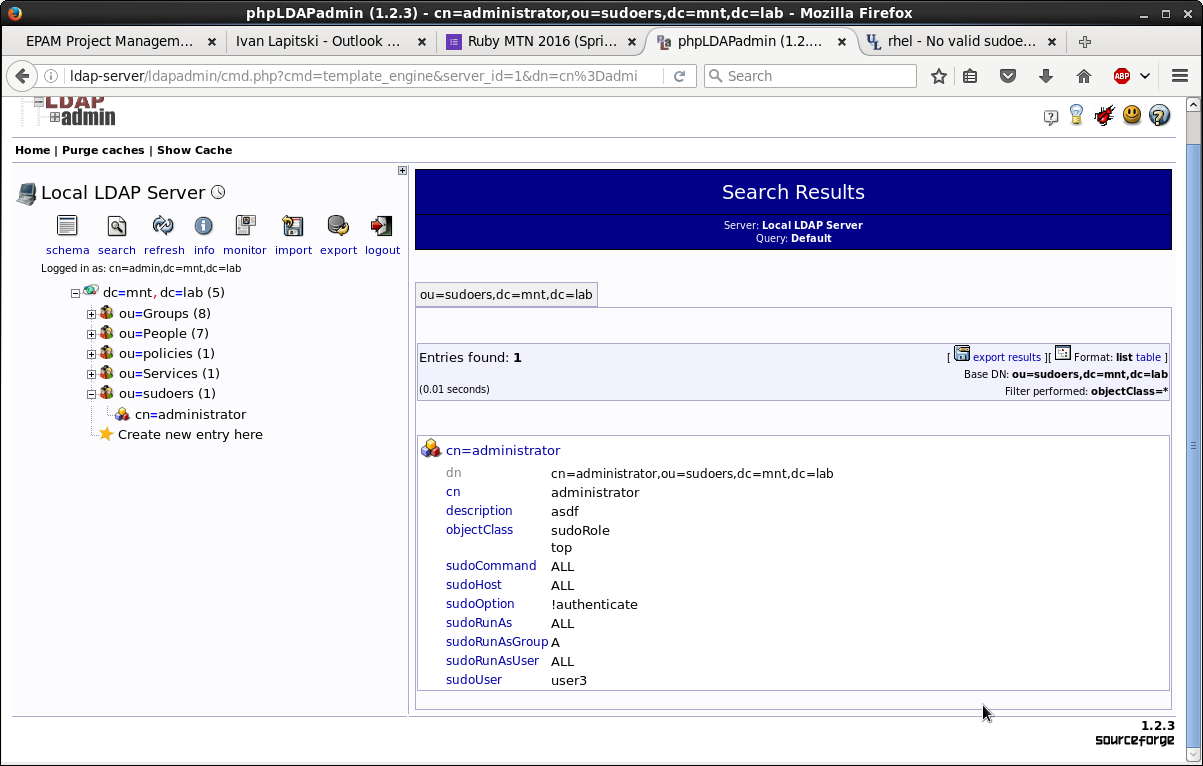 phpLDAPadmin (1.2.3) - cn=administrator,ou=sudoers,dc=mnt,dc=lab - Mozilla Firefox
EPAM Project Managem... Ivan Lapitski - Outlook ... Ruby MTN 2016 (Spri... phpLDAPadmin (1.2.... rhel - No valid sudoe...
ldap-server/ldapadmin/cmd.php?cmd=template_engine&server_id=1&dn=cn%3Dadmi Search ABP
LDAP
admin
Home | Purge caches | Show Cache
Local LDAP Server
schema search refresh info monitor import export logout
Logged in as: cn=admin,dc=mnt,dc=lab
dc=mnt, dc=lab (5)
ou=Groups (8)
ou=People (7)
ou=policies (1)
ou=Services (1)
ou=sudoers (1)
cn=administrator
Create new entry here
Search Results
Server: Local LDAP Server
Query: Default
ou=sudoers,dc=mnt,dc=lab
Entries found: 1 [ export results ][ Format: list table ]
Base DN: ou=sudoers,dc=mnt,dc=lab
(0.01 seconds) Filter performed: objectClass=*
cn=administrator
dn cn=administrator,ou=sudoers,dc=mnt,dc=lab
cn administrator
description asdf
objectClass sudoRole
top
sudoCommand ALL
sudoHost ALL
sudoOption !authenticate
sudoRunAs ALL
sudoRunAsGroup A
sudoRunAsUser ALL
sudoUser user3
1.2.3
sourceforge